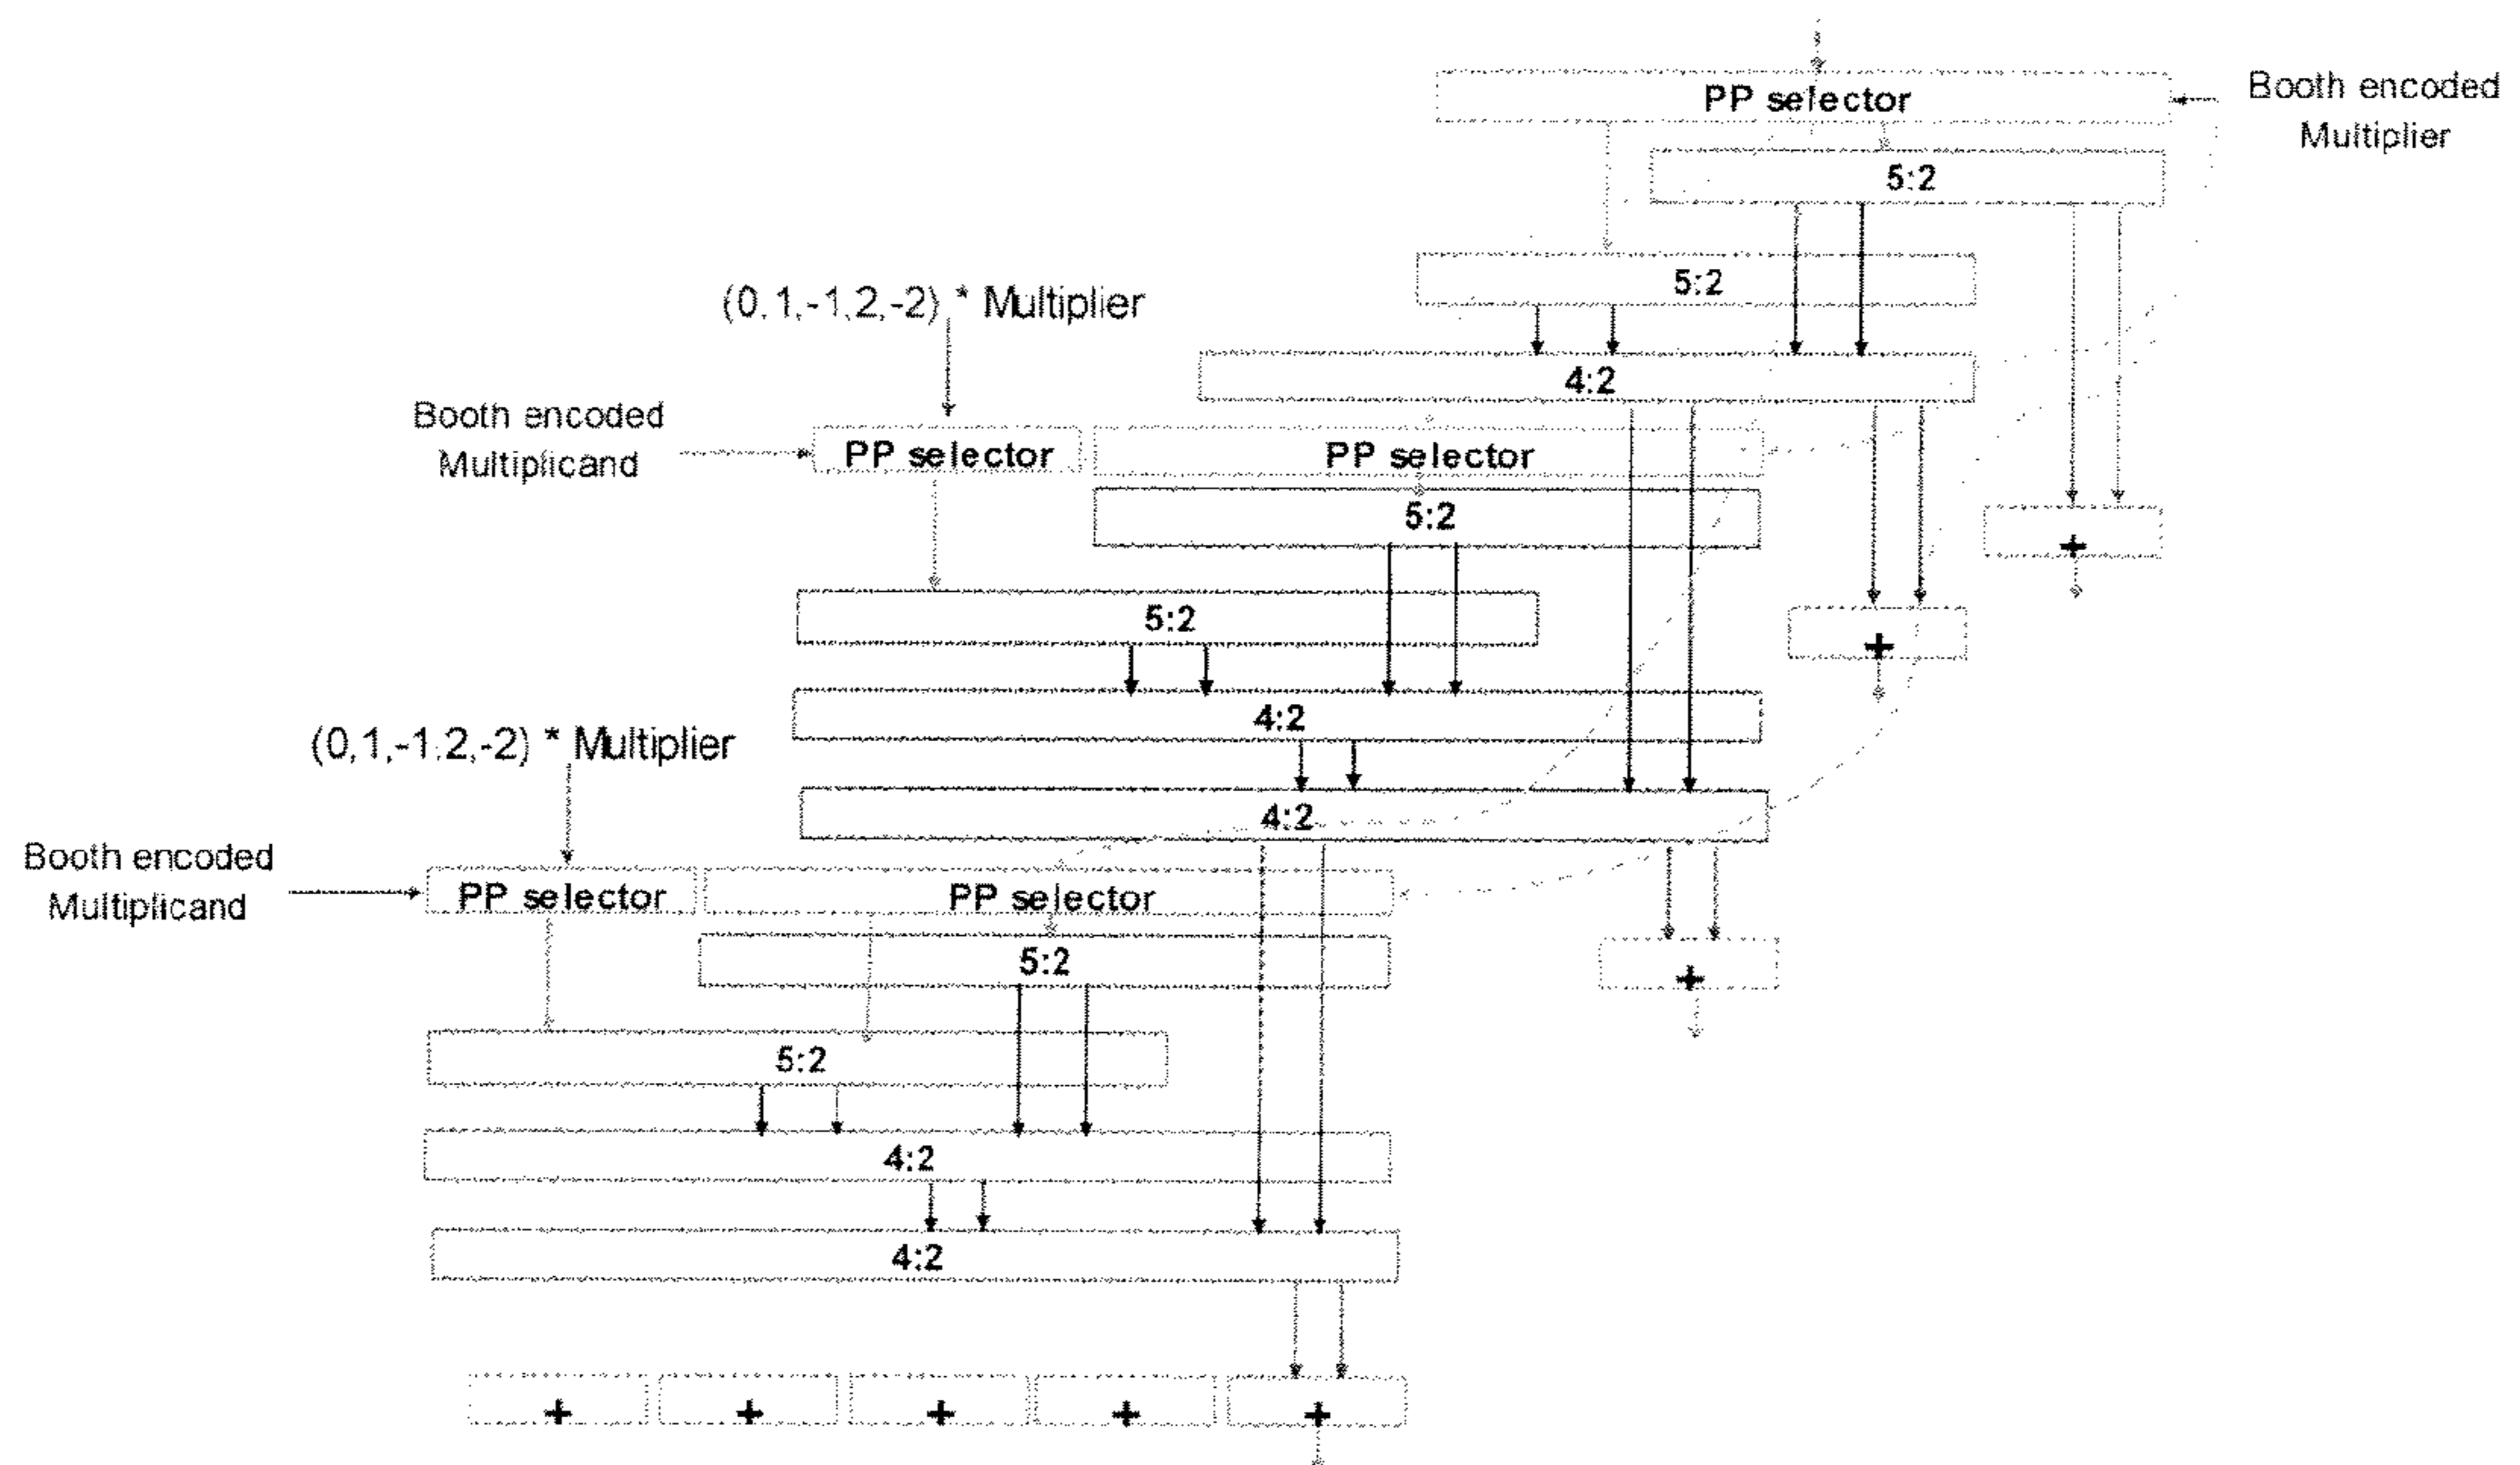 PP selector
Booth encoded
Multiplier
5:2
5:2
(0,1,-1,2,-2) * Multiplier
4:2
Booth encoded
Multiplicand
PP selector
PP selector
5:2
+
5:2
+
4:2
(0,1,-1,2,-2) * Multiplier
4:2
Booth encoded
Multiplicand
PP selector
PP selector
5:2
+
5:2
4:2
4:2
+ + + + +